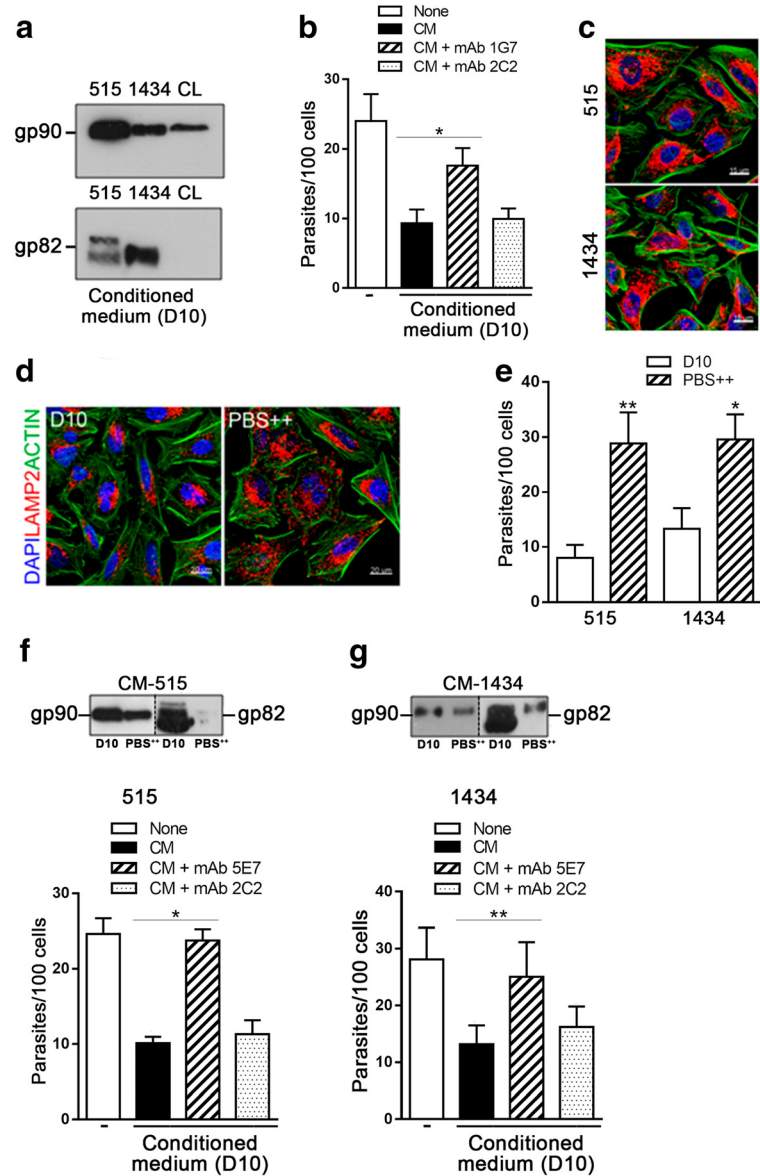 a
515 1434 CL
gp90
515 1434 CL
gp82
Conditioned
medium (D10)
b
None
CM
CM + mAb 1G7
CM + mAb 2C2
Parasites/100 cells
30
20
10
0
*
-
Conditioned
medium (D10)
c
515
15 µm
1434
d
DAPILAMP2ACTIN
D10
20 µm
PBS++
20 µm
e
D10
PBS++
Parasites/100 cells
40
30
20
10
0
**
*
515
1434
f
CM-515
gp90
gp82
D10 PBS++ D10 PBS++
515
None
CM
CM + mAb 5E7
CM + mAb 2C2
Parasites/100 cells
30
20
10
0
*
-
Conditioned
medium (D10)
g
CM-1434
gp90
gp82
D10 PBS++ D10 PBS++
1434
None
CM
CM + mAb 5E7
CM + mAb 2C2
Parasites/100 cells
40
30
20
10
0
**
-
Conditioned
medium (D10)